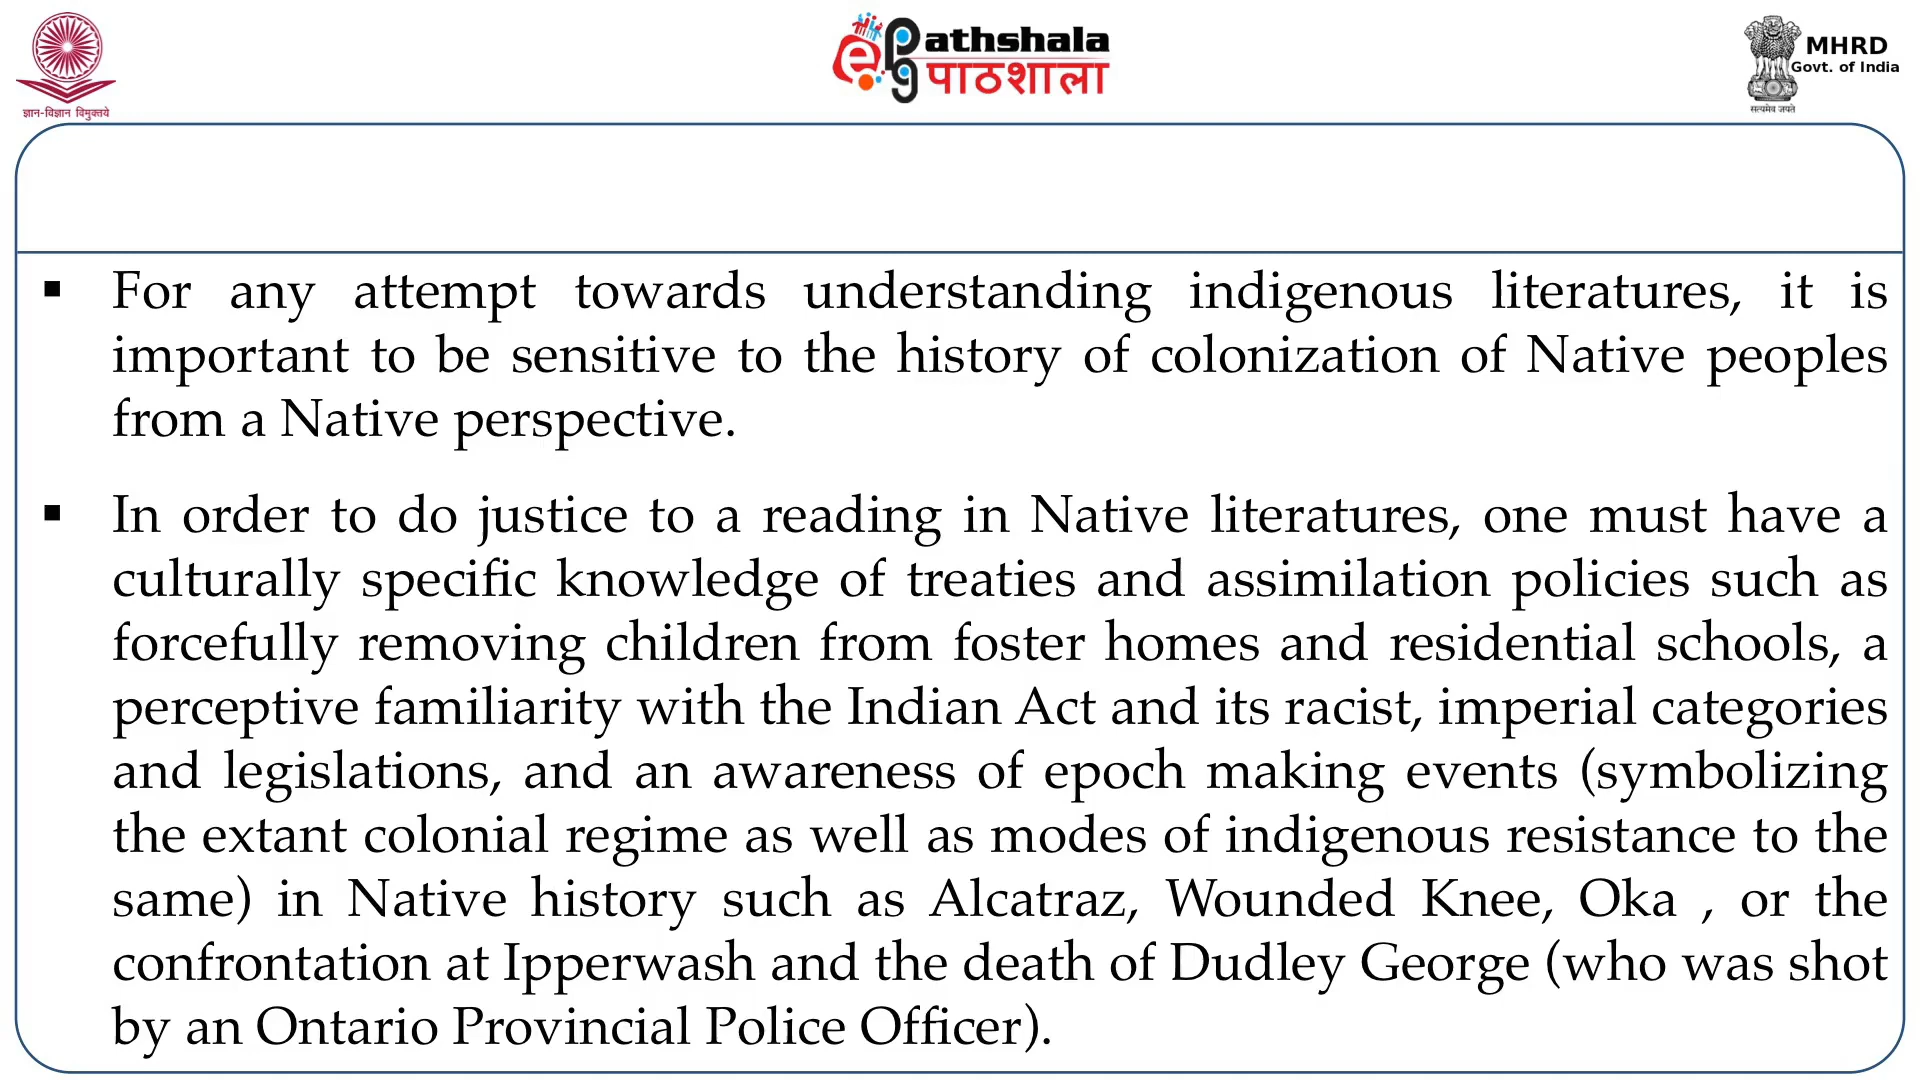 ज्ञान-विज्ञान विमुक्तये
ePathshala
पाठशाला
MHRD
Govt. of India
सत्यमेव जयते
▪ For any attempt towards understanding indigenous literatures, it is
important to be sensitive to the history of colonization of Native peoples
from a Native perspective.
▪ In order to do justice to a reading in Native literatures, one must have a
culturally specific knowledge of treaties and assimilation policies such as
forcefully removing children from foster homes and residential schools, a
perceptive familiarity with the Indian Act and its racist, imperial categories
and legislations, and an awareness of epoch making events (symbolizing
the extant colonial regime as well as modes of indigenous resistance to the
same) in Native history such as Alcatraz, Wounded Knee, Oka , or the
confrontation at Ipperwash and the death of Dudley George (who was shot
by an Ontario Provincial Police Officer).